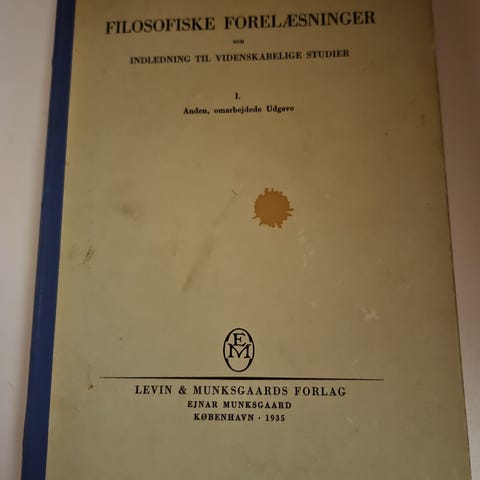 FILOSOFISKE FORELÆSNINGER
SOM
INDLEDNING TIL VIDENSKABELIGE STUDIER
I.
Anden, omarbejdede Udgave
EM
LEVIN & MUNKSGAARDS FORLAG
EJNAR MUNKSGAARD
KØBENHAVN · 1935